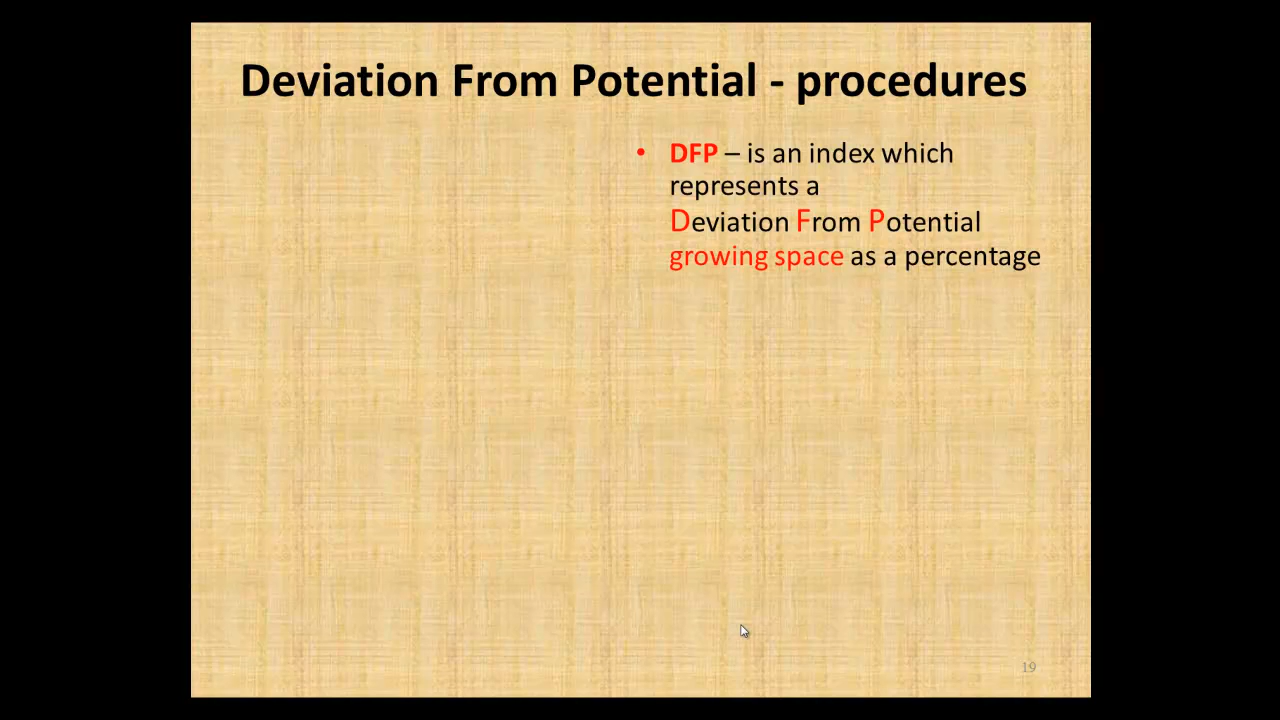 Deviation From Potential - procedures
• DFP – is an index which
represents a
Deviation From Potential
growing space as a percentage
19